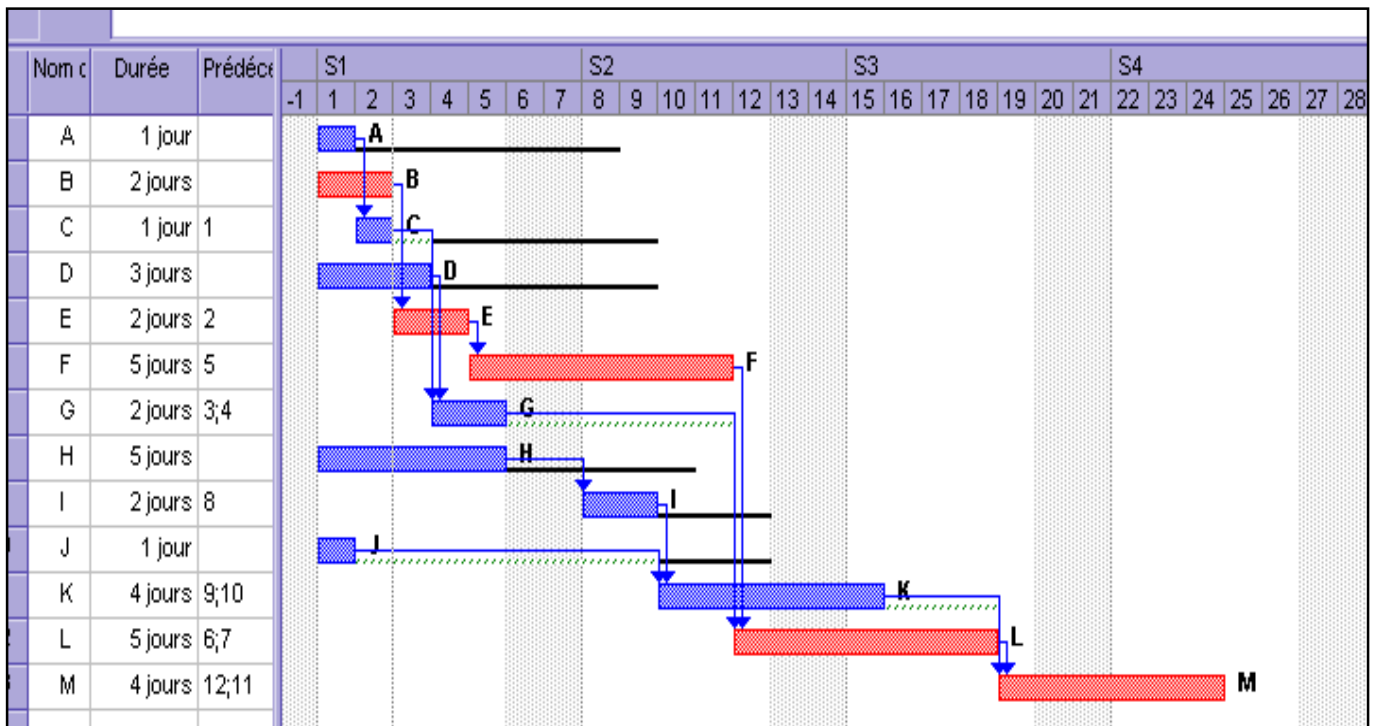 Nom d Durée Prédéce S1 S2 S3 S4
-1 1 2 3 4 5 6 7 8 9 10 11 12 13 14 15 16 17 18 19 20 21 22 23 24 25 26 27 28
A 1 jour A
B 2 jours B
C 1 jour 1 C
D 3 jours D
E 2 jours 2 E
F 5 jours 5 F
G 2 jours 3;4 G
H 5 jours H
I 2 jours 8 I
J 1 jour J
K 4 jours 9;10 K
L 5 jours 6;7 L
M 4 jours 12;11 M